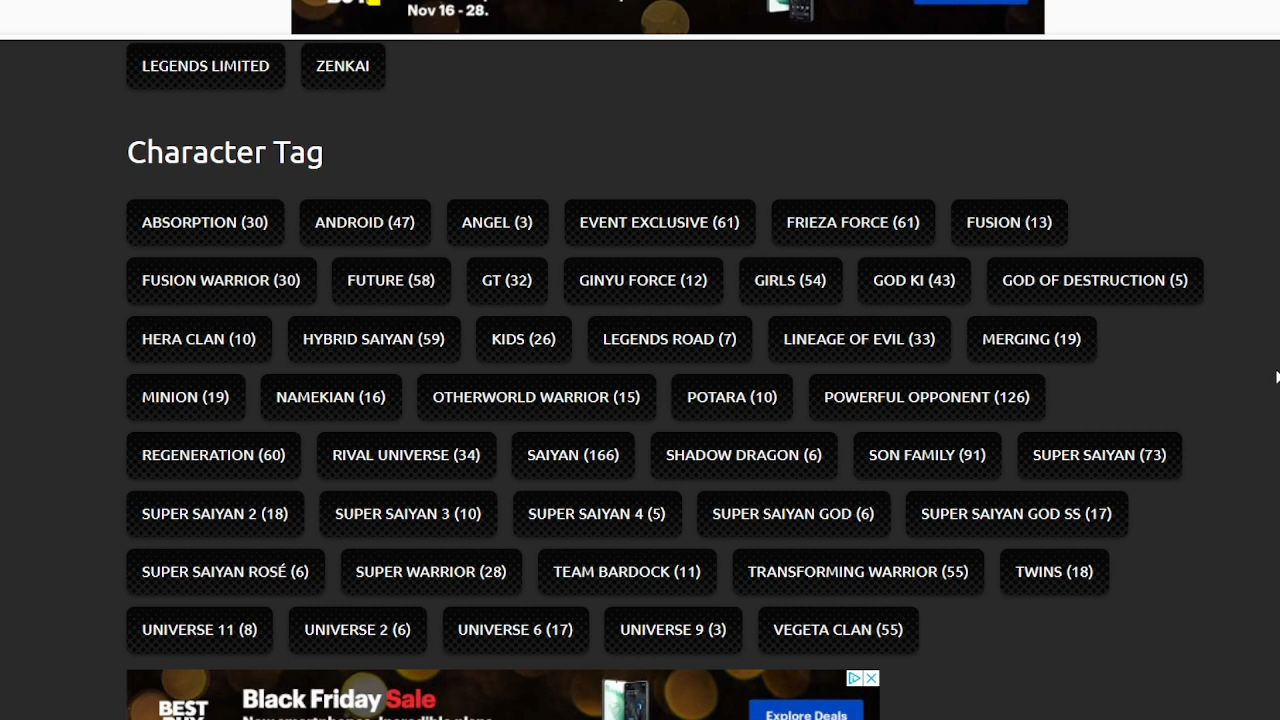 Nov 16 - 28.
LEGENDS LIMITED ZENKAI
Character Tag
ABSORPTION (30) ANDROID (47) ANGEL (3) EVENT EXCLUSIVE (61) FRIEZA FORCE (61) FUSION (13)
FUSION WARRIOR (30) FUTURE (58) GT (32) GINYU FORCE (12) GIRLS (54) GOD KI (43) GOD OF DESTRUCTION (5)
HERA CLAN (10) HYBRID SAIYAN (59) KIDS (26) LEGENDS ROAD (7) LINEAGE OF EVIL (33) MERGING (19)
MINION (19) NAMEKIAN (16) OTHERWORLD WARRIOR (15) POTARA (10) POWERFUL OPPONENT (126)
REGENERATION (60) RIVAL UNIVERSE (34) SAIYAN (166) SHADOW DRAGON (6) SON FAMILY (91) SUPER SAIYAN (73)
SUPER SAIYAN 2 (18) SUPER SAIYAN 3 (10) SUPER SAIYAN 4 (5) SUPER SAIYAN GOD (6) SUPER SAIYAN GOD SS (17)
SUPER SAIYAN ROSÉ (6) SUPER WARRIOR (28) TEAM BARDOCK (11) TRANSFORMING WARRIOR (55) TWINS (18)
UNIVERSE 11 (8) UNIVERSE 2 (6) UNIVERSE 6 (17) UNIVERSE 9 (3) VEGETA CLAN (55)
BEST Black Friday Sale
Explore Deals